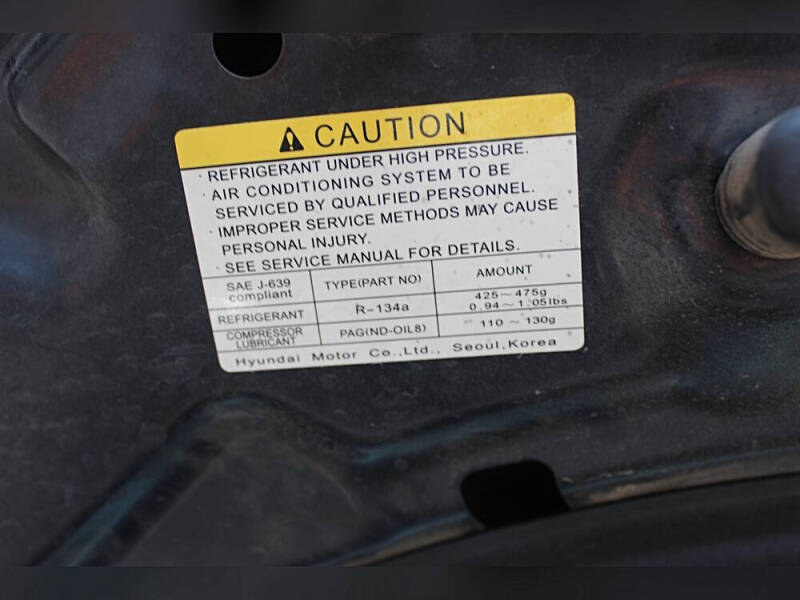 ⚠ CAUTION
· REFRIGERANT UNDER HIGH PRESSURE.
· AIR CONDITIONING SYSTEM TO BE
SERVICED BY QUALIFIED PERSONNEL.
· IMPROPER SERVICE METHODS MAY CAUSE
PERSONAL INJURY.
· SEE SERVICE MANUAL FOR DETAILS.
SAE J-639
compliant
TYPE(PART NO)
AMOUNT
REFRIGERANT
R-134a
425~475g
0.94~1.05lbs
COMPRESSOR
LUBRICANT
PAG(ND-OIL8)
110~130g
Hyundai Motor Co.,Ltd., Seoul,Korea